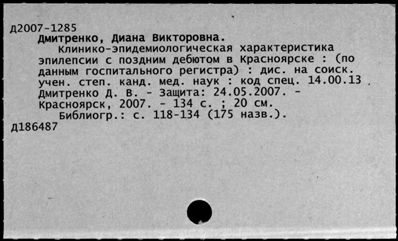 Д2007-1285
Дмитренко, Диана Викторовна.
Клинико-эпидемиологическая характеристика
эпилепсии с поздним дебютом в Красноярске : (по
данным госпитального регистра) : дис. на соиск.
учен. степ. канд. мед. наук : код спец. 14.00.13
Дмитренко Д. В. - Защита: 24.05.2007. -
Красноярск, 2007. - 134 с. ; 20 см.
Библиогр.: с. 118-134 (175 назв.).
Д186487